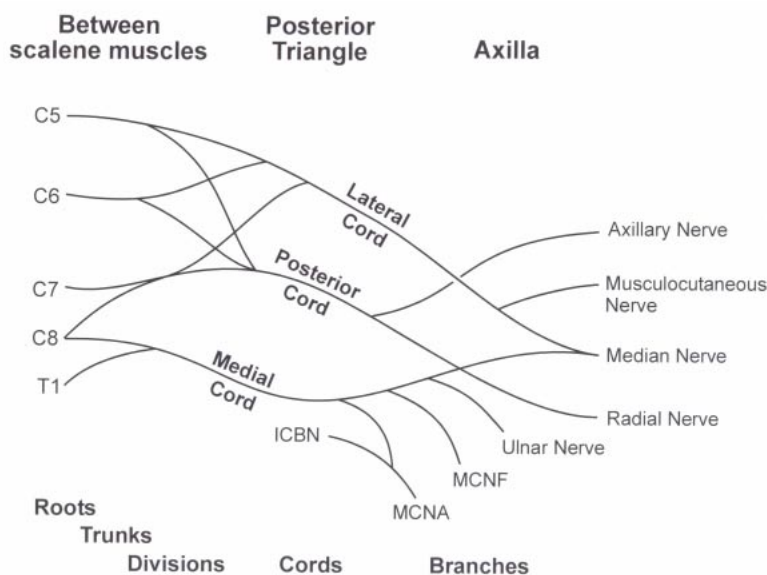 Between
scalene muscles
Posterior
Triangle
Axilla
C5
C6
C7
C8
T1
Lateral
Cord
Posterior
Cord
Medial
Cord
ICBN
MCNA
MCNF
Ulnar Nerve
Axillary Nerve
Musculocutaneous
Nerve
Median Nerve
Radial Nerve
Roots
Trunks
Divisions
Cords
Branches